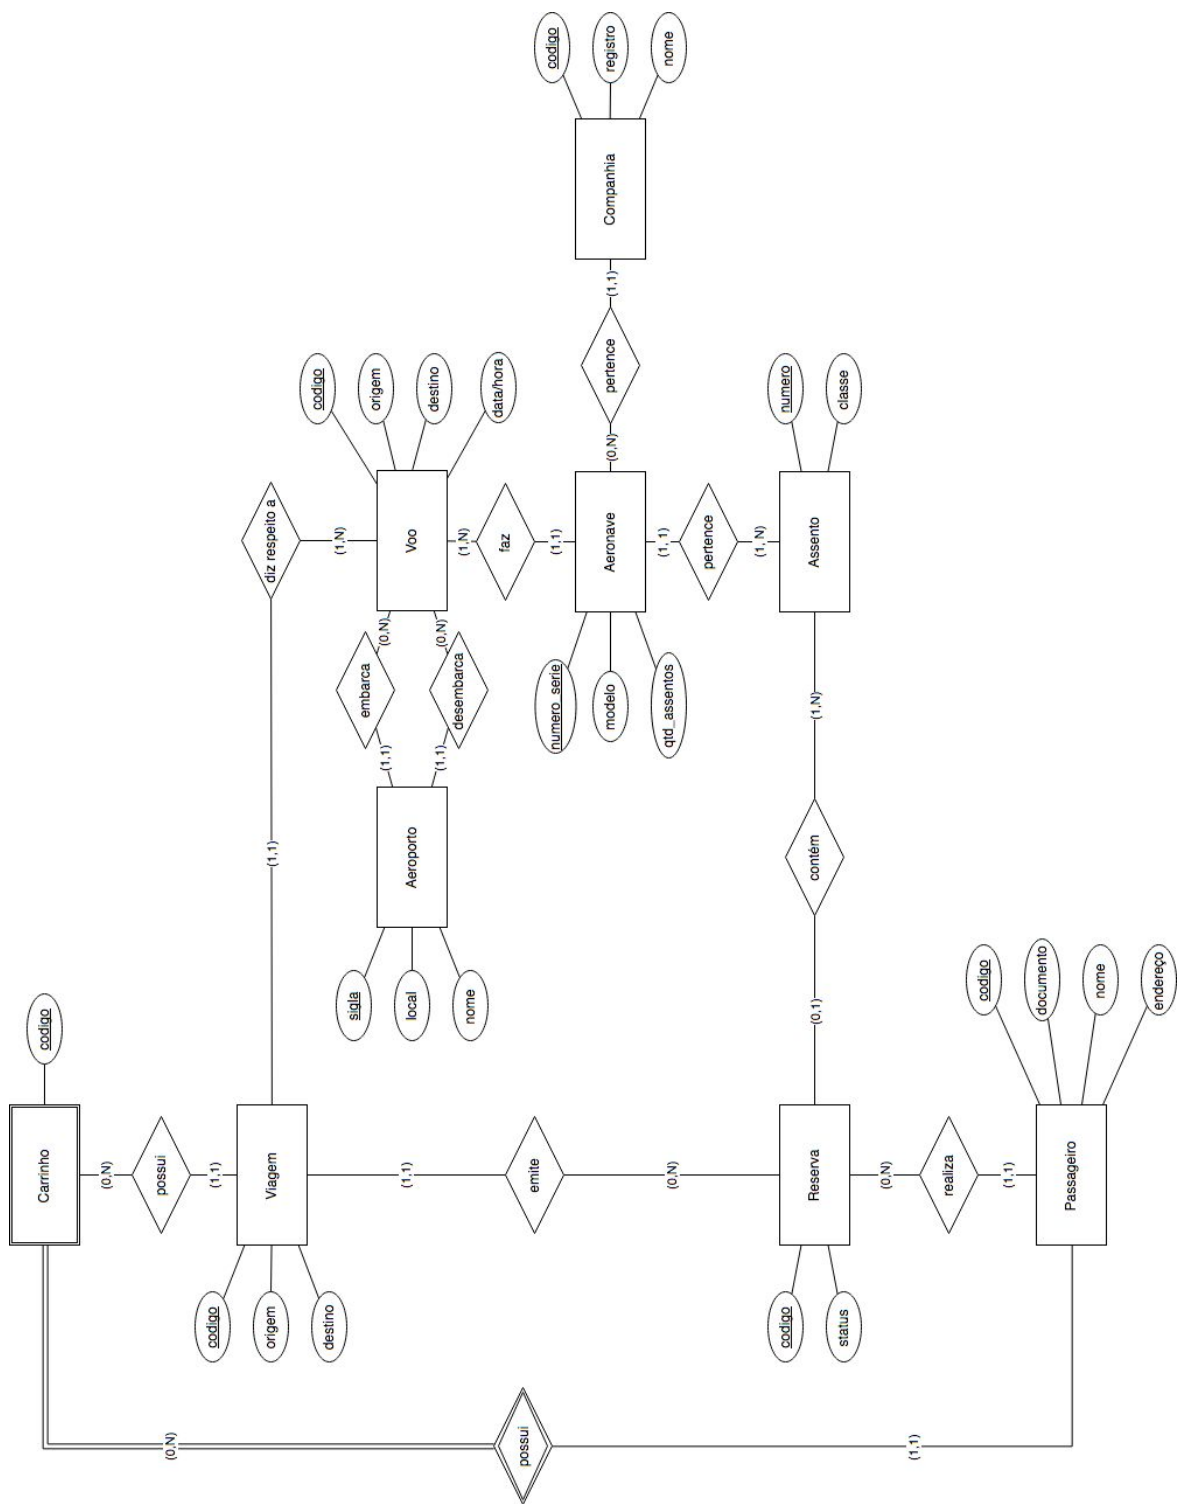 Carrinho
codigo
(0,N)
possui
(0,N)
(1,1)
codigo
origem
Viagem
(1,1)
diz respeito a
destino
codigo
(1,N)
sigla
embarca
origem
(1,1)
(0,N)
(1,1)
local
Aeroporto
Voo
destino
(1,1)
(0,N)
desembarca
(1,N)
nome
data/hora
faz
possui
emite
numero_serie
(1,1)
codigo
modelo
Aeronave
(0,N)
pertence
(1,1)
Companhia
registro
(0,N)
qtd_assentos
(1,1)
nome
pertence
(1, N)
codigo
numero
Reserva
(0,1)
contém
(1,N)
Assento
status
classe
(0,N)
(1,1)
realiza
codigo
(1,1)
documento
Passageiro
nome
endereço